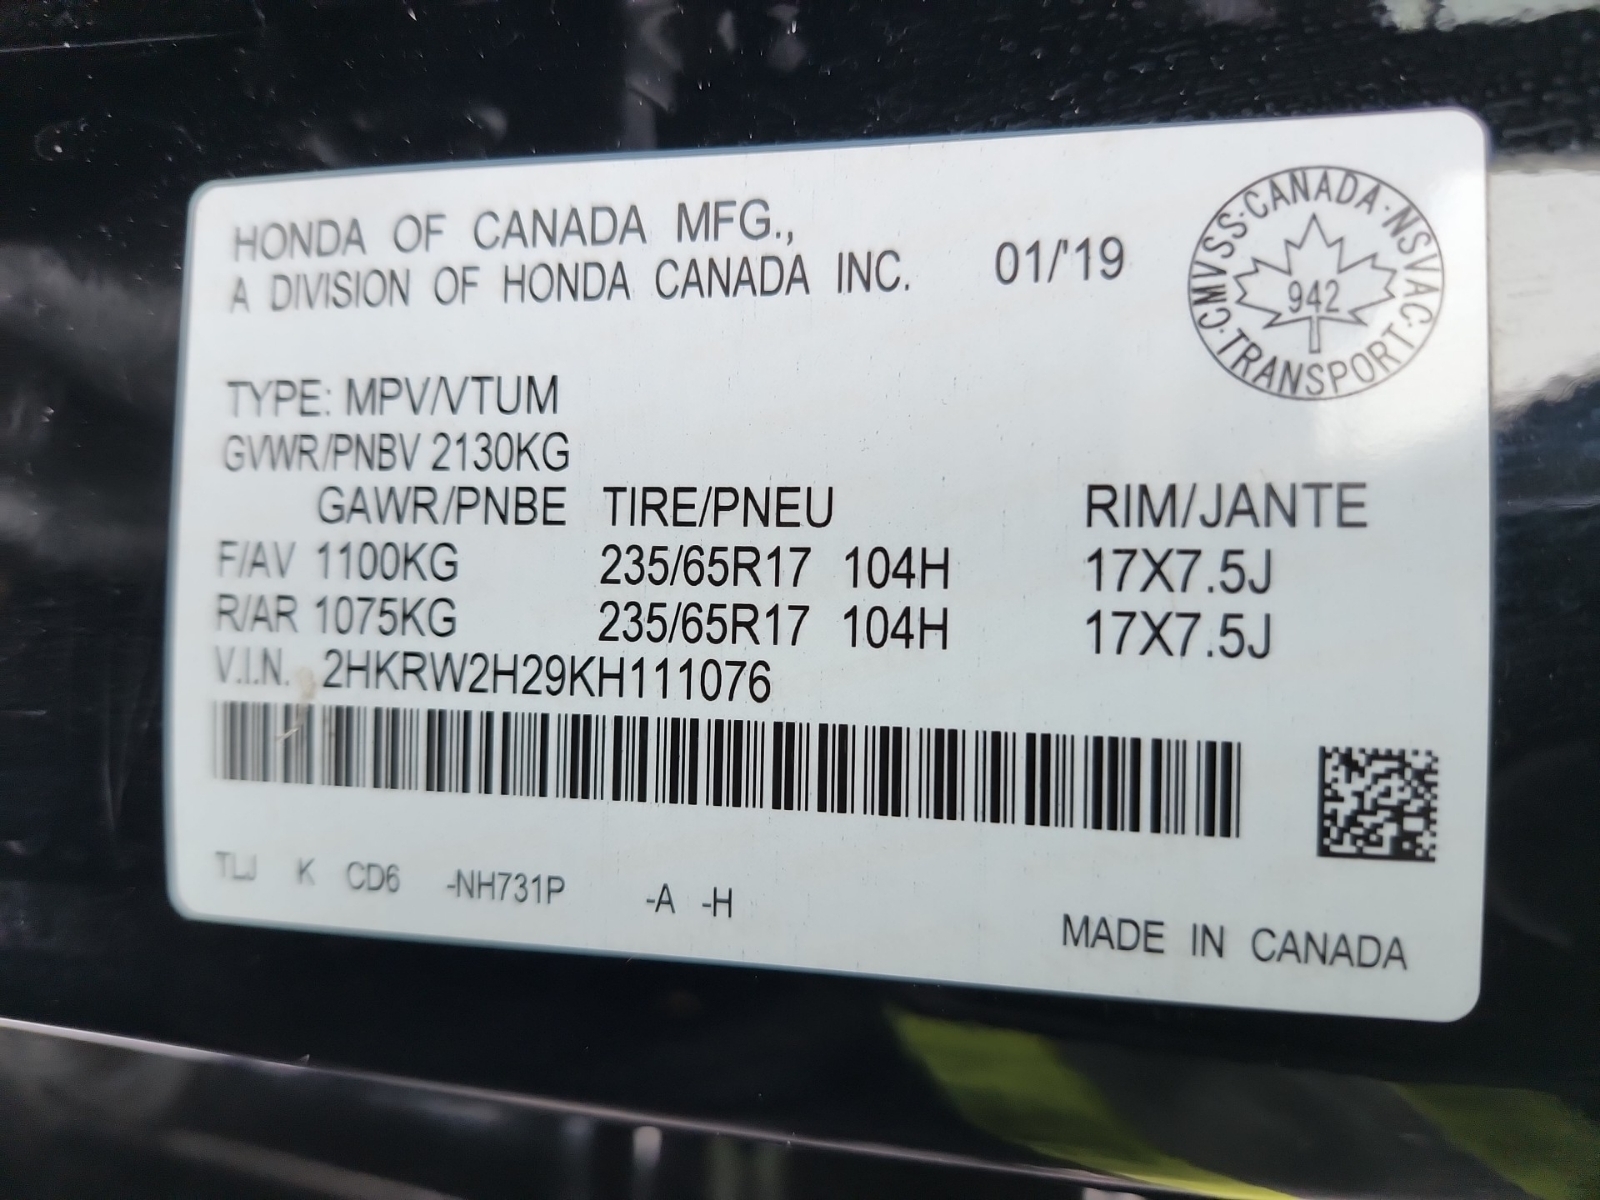 HONDA OF CANADA MFG.,
A DIVISION OF HONDA CANADA INC. 01/'19
CMVSS·CANADA·NSVAC·TRANSPORT·
942
TYPE: MPV/VTUM
GVWR/PNBV 2130KG
GAWR/PNBE TIRE/PNEU RIM/JANTE
F/AV 1100KG 235/65R17 104H 17X7.5J
R/AR 1075KG 235/65R17 104H 17X7.5J
V.I.N. 2HKRW2H29KH111076
TLJ K CD6 -NH731P -A -H
MADE IN CANADA